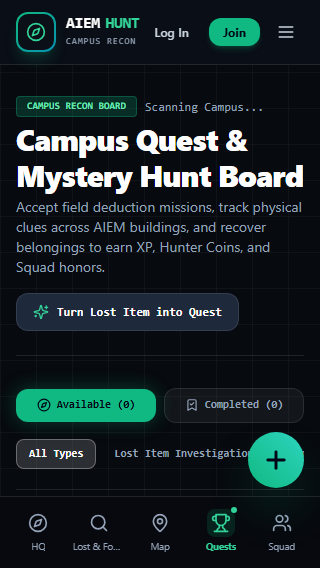 AIEM HUNT
CAMPUS RECON
Log In
Join
CAMPUS RECON BOARD
Scanning Campus...
Campus Quest &
Mystery Hunt Board
Accept field deduction missions, track physical
clues across AIEM buildings, and recover
belongings to earn XP, Hunter Coins, and
Squad honors.
Turn Lost Item into Quest
Available (0)
Completed (0)
All Types
Lost Item Investigation
HQ
Lost & Fo...
Map
Quests
Squad